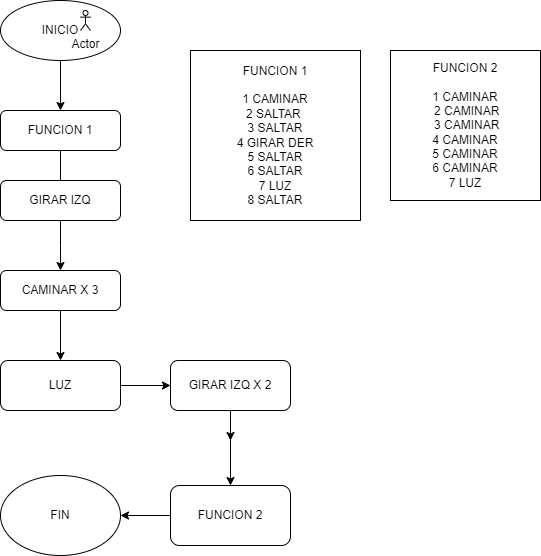 INICIO
Actor
FUNCION 1
GIRAR IZQ
CAMINAR X 3
LUZ
GIRAR IZQ X 2
FUNCION 2
FIN
FUNCION 1
1 CAMINAR
2 SALTAR
3 SALTAR
4 GIRAR DER
5 SALTAR
6 SALTAR
7 LUZ
8 SALTAR
FUNCION 2
1 CAMINAR
2 CAMINAR
3 CAMINAR
4 CAMINAR
5 CAMINAR
6 CAMINAR
7 LUZ